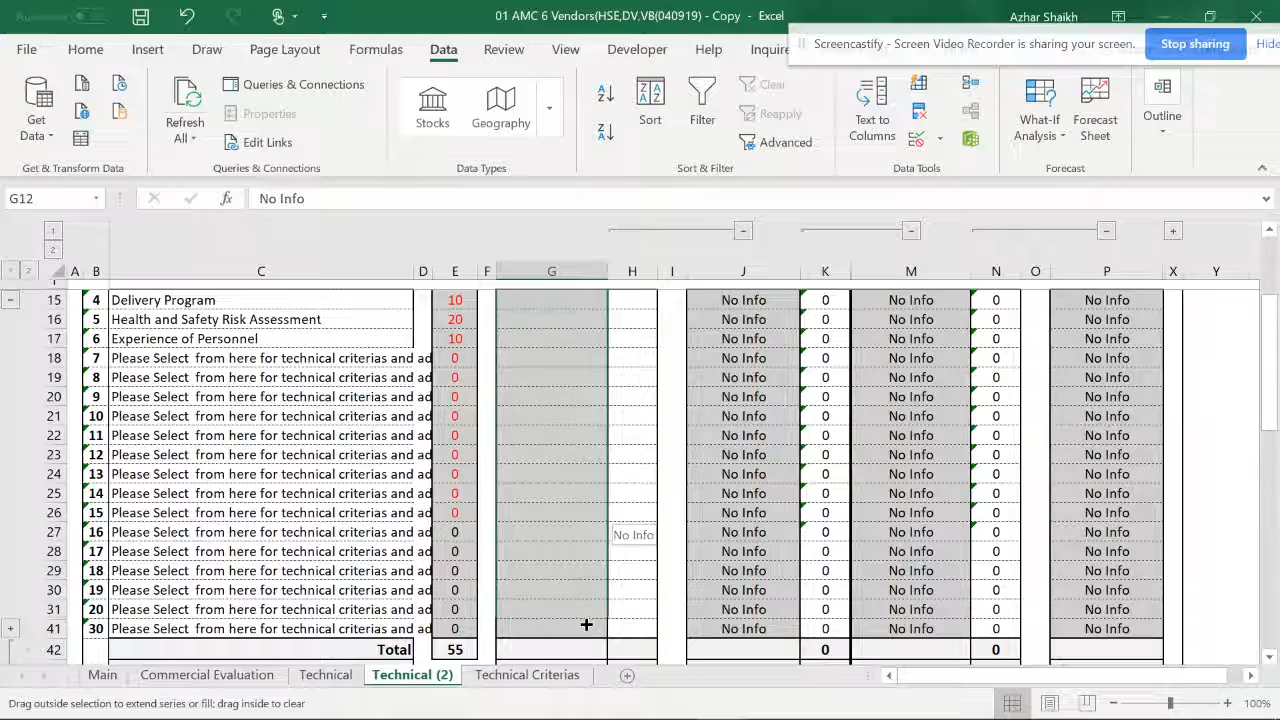 AutoSave Off
01 AMC 6 Vendors(HSE,DV,VB(040919) - Copy - Excel
Azhar Shaikh
File Home Insert Draw Page Layout Formulas Data Review View Developer Help Inquire
Screencastify - Screen Video Recorder is sharing your screen. Stop sharing Hide
Get Data
Refresh All
Queries & Connections
Properties
Edit Links
Stocks
Geography
Sort
Filter
Clear
Reapply
Advanced
Text to Columns
What-If Analysis
Forecast Sheet
Outline
Get & Transform Data Queries & Connections Data Types Sort & Filter Data Tools Forecast
G12 fx No Info
1
2
1 2 A B C D E F G H I J K L M N O P X Y
15 4 Delivery Program 10 No Info 0 No Info 0 No Info
16 5 Health and Safety Risk Assessment 20 No Info 0 No Info 0 No Info
17 6 Experience of Personnel 10 No Info 0 No Info 0 No Info
18 7 Please Select from here for technical criterias and ad 0 No Info 0 No Info 0 No Info
19 8 Please Select from here for technical criterias and ad 0 No Info 0 No Info 0 No Info
20 9 Please Select from here for technical criterias and ad 0 No Info 0 No Info 0 No Info
21 10 Please Select from here for technical criterias and ad 0 No Info 0 No Info 0 No Info
22 11 Please Select from here for technical criterias and ad 0 No Info 0 No Info 0 No Info
23 12 Please Select from here for technical criterias and ad 0 No Info 0 No Info 0 No Info
24 13 Please Select from here for technical criterias and ad 0 No Info 0 No Info 0 No Info
25 14 Please Select from here for technical criterias and ad 0 No Info 0 No Info 0 No Info
26 15 Please Select from here for technical criterias and ad 0 No Info 0 No Info 0 No Info
27 16 Please Select from here for technical criterias and ad 0 No Info No Info 0 No Info 0 No Info
28 17 Please Select from here for technical criterias and ad 0 No Info 0 No Info 0 No Info
29 18 Please Select from here for technical criterias and ad 0 No Info 0 No Info 0 No Info
30 19 Please Select from here for technical criterias and ad 0 No Info 0 No Info 0 No Info
31 20 Please Select from here for technical criterias and ad 0 No Info 0 No Info 0 No Info
41 30 Please Select from here for technical criterias and ad 0 No Info 0 No Info 0 No Info
42 Total 55 0 0
Main Commercial Evaluation Technical Technical (2) Technical Criterias
Drag outside selection to extend series or fill; drag inside to clear
100%